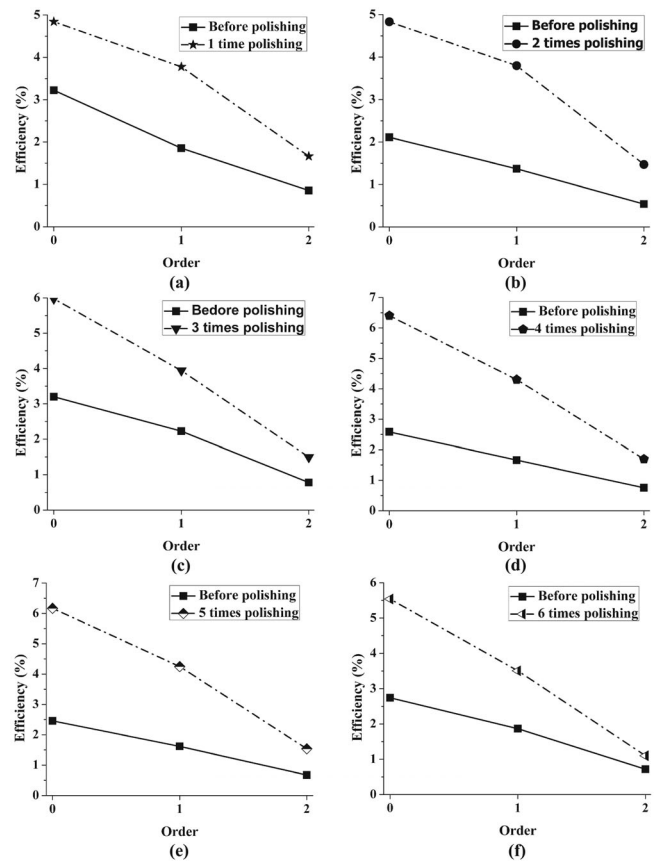 5
4
3
2
1
0
Efficiency (%)
Before polishing
1 time polishing
0 1 2
Order
(a)
5
4
3
2
1
0
Efficiency (%)
Before polishing
2 times polishing
0 1 2
Order
(b)
6
5
4
3
2
1
0
Efficiency (%)
Bedore polishing
3 times polishing
0 1 2
Order
(c)
7
6
5
4
3
2
1
0
Efficiency (%)
Before polishing
4 times polishing
0 1 2
Order
(d)
7
6
5
4
3
2
1
0
Efficiency (%)
Before polishing
5 times polishing
0 1 2
Order
(e)
6
5
4
3
2
1
0
Efficiency (%)
Before polishing
6 times polishing
0 1 2
Order
(f)